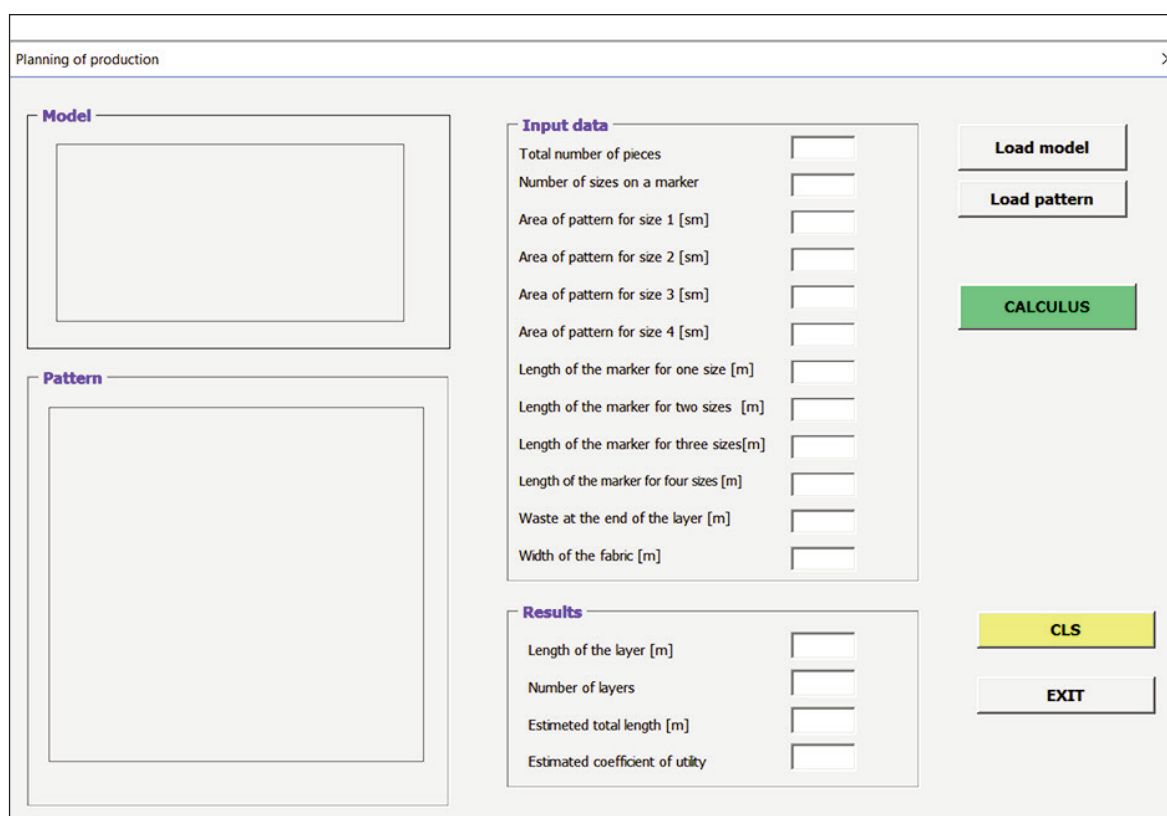 Planning of production
Model
Pattern
Input data
Total number of pieces
Number of sizes on a marker
Area of pattern for size 1 [sm]
Area of pattern for size 2 [sm]
Area of pattern for size 3 [sm]
Area of pattern for size 4 [sm]
Length of the marker for one size [m]
Length of the marker for two sizes [m]
Length of the marker for three sizes[m]
Length of the marker for four sizes [m]
Waste at the end of the layer [m]
Width of the fabric [m]
Results
Length of the layer [m]
Number of layers
Estimeted total length [m]
Estimated coefficient of utility
Load model
Load pattern
CALCULUS
CLS
EXIT